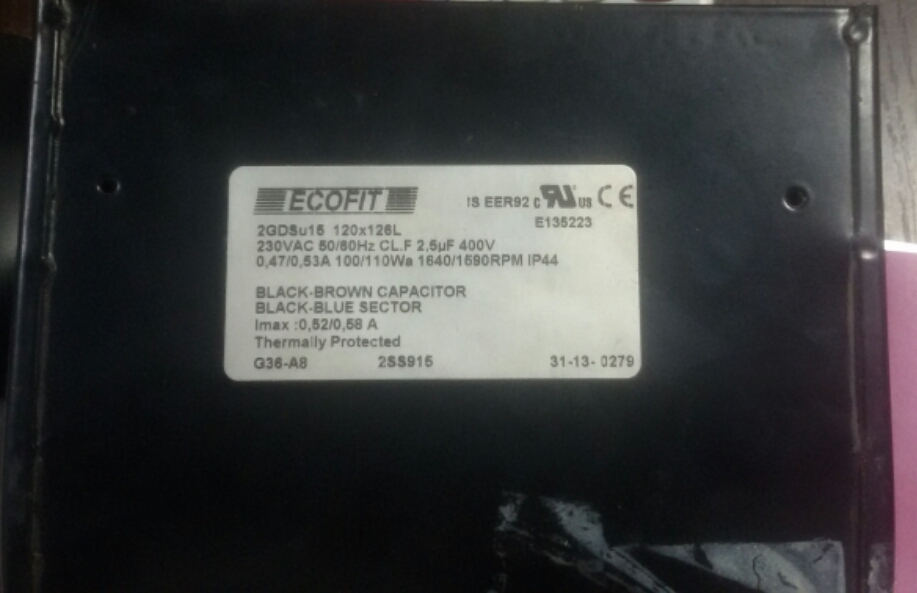 ECOFIT IS EER92 c RU US CE
2GDSu15 120x126L E135223
230VAC 50/60Hz CL.F 2,5µF 400V
0,47/0,53A 100/110Wa 1640/1590RPM IP44
BLACK-BROWN CAPACITOR
BLACK-BLUE SECTOR
Imax :0,52/0,58 A
Thermally Protected
G36-A8 2SS915 31-13- 0279